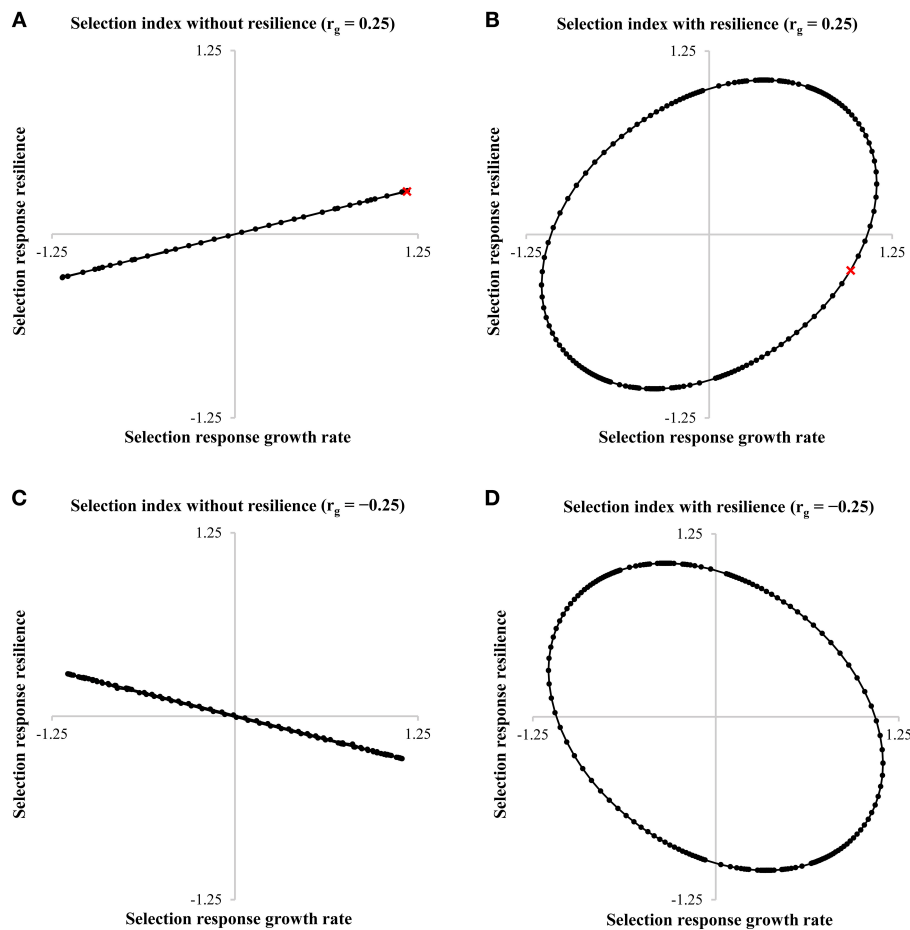 A
Selection index without resilience (r_g = 0.25)
1.25
Selection response resilience
-1.25
1.25
-1.25
Selection response growth rate
B
Selection index with resilience (r_g = 0.25)
1.25
Selection response resilience
-1.25
1.25
-1.25
Selection response growth rate
C
Selection index without resilience (r_g = −0.25)
1.25
Selection response resilience
-1.25
1.25
-1.25
Selection response growth rate
D
Selection index with resilience (r_g = −0.25)
1.25
Selection response resilience
-1.25
1.25
-1.25
Selection response growth rate